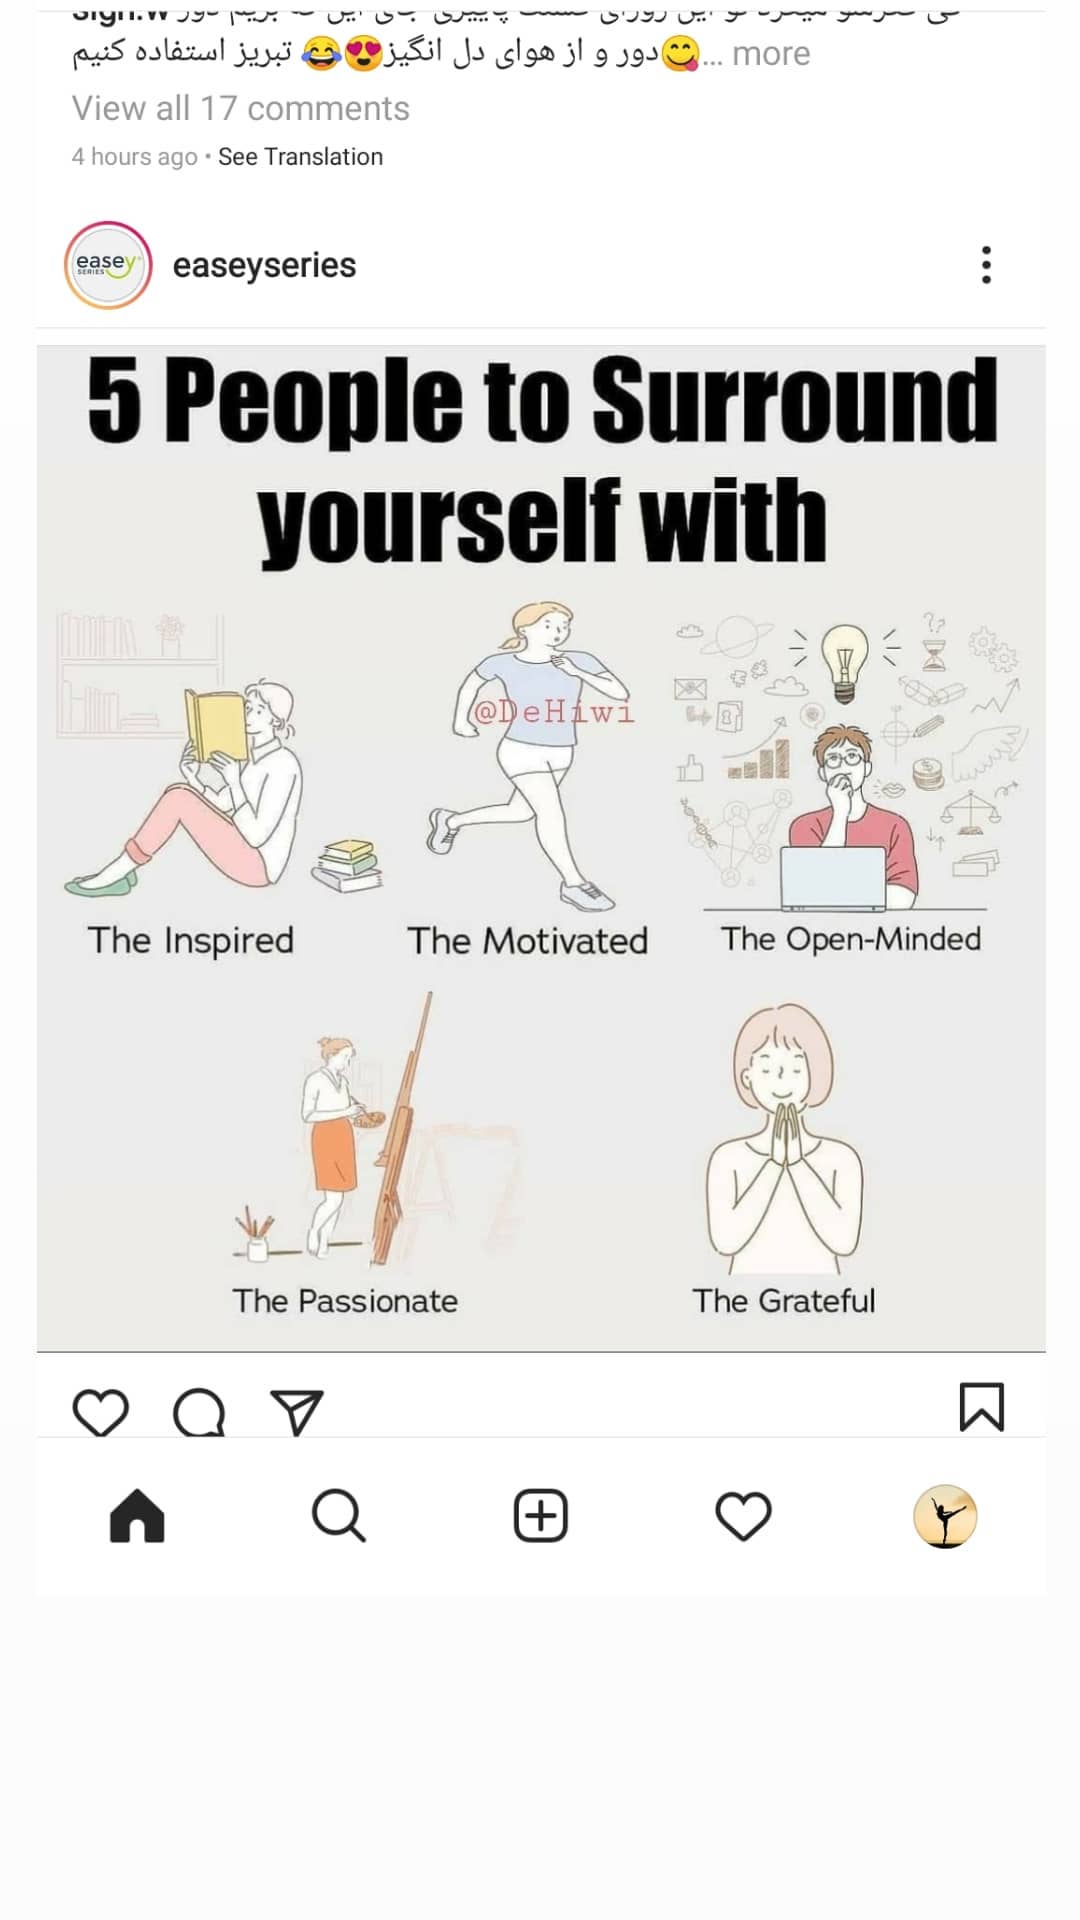 دور و از هوای دل انگیز😍😂 تبریز استفاده کنیم
😋... more
View all 17 comments
4 hours ago • See Translation
easey
SERIES
easeyseries
5 People to Surround
yourself with
@DeHiwi
The Inspired
The Motivated
The Open-Minded
The Passionate
The Grateful